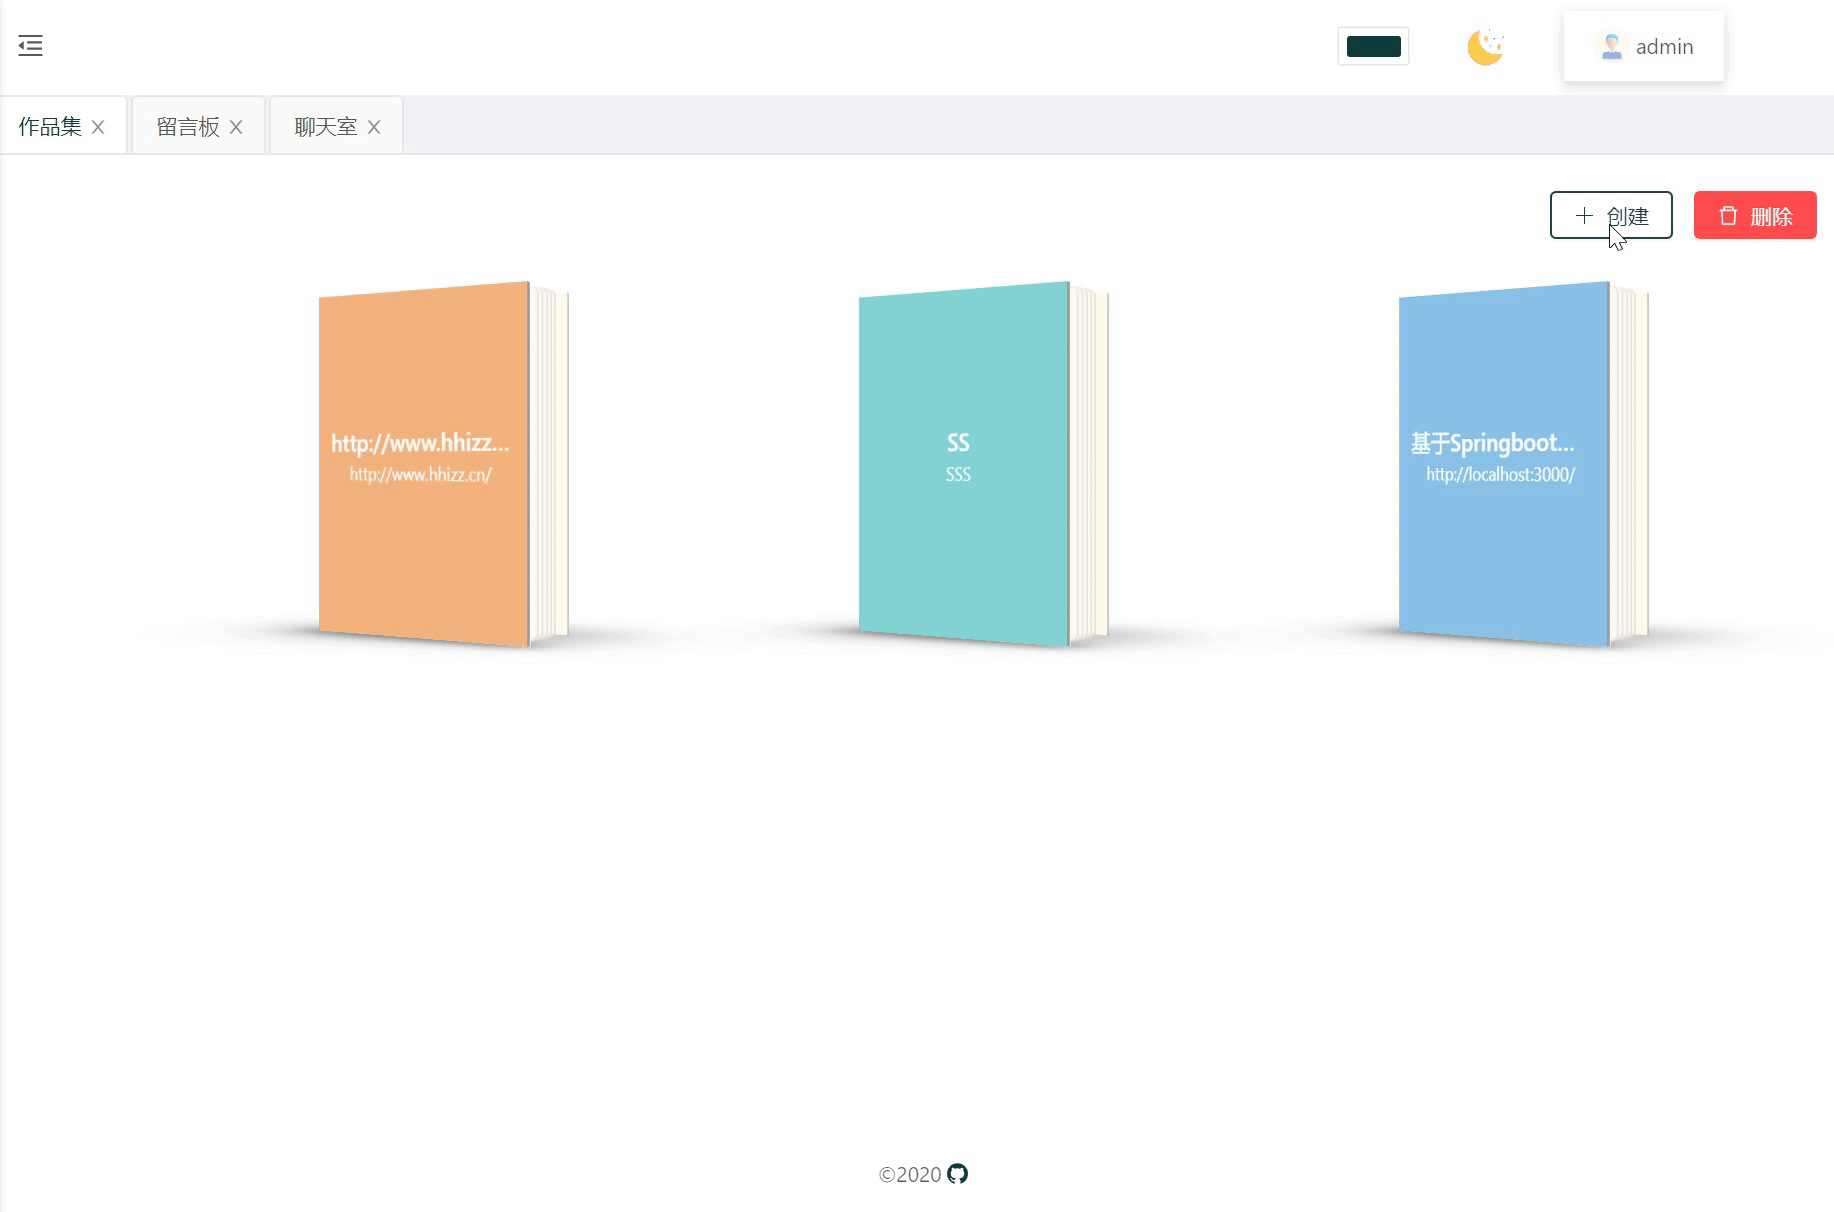 admin
作品集 X
留言板 X
聊天室 X
创建
删除
http://www.hhizz...
http://www.hhizz.cn/
SS
SSS
基于Springboot...
http://localhost:3000/
©2020